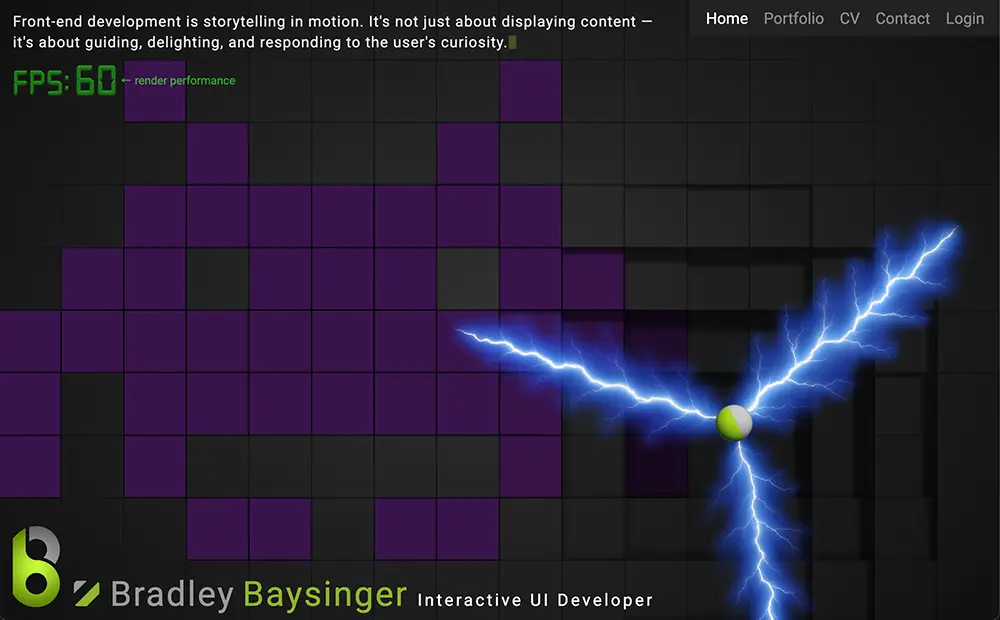 Front-end development is storytelling in motion. It's not just about displaying content —
it's about guiding, delighting, and responding to the user's curiosity.
Home Portfolio CV Contact Login
FPS: 60 ← render performance
Bradley Baysinger Interactive UI Developer